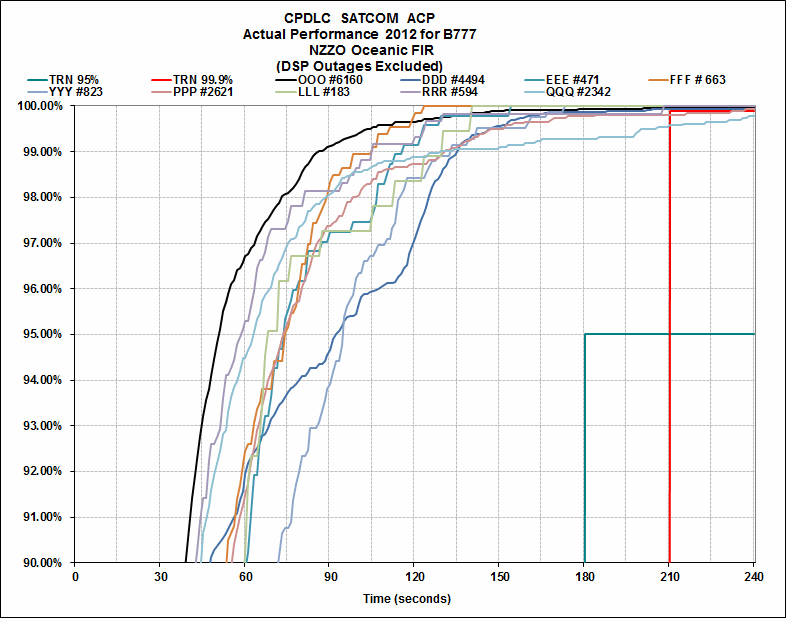 CPDLC SATCOM ACP
Actual Performance 2012 for B777
NZZO Oceanic FIR
(DSP Outages Excluded)
TRN 95% TRN 99.9% OOO #6160 DDD #4494 EEE #471 FFF # 663
YYY #823 PPP #2621 LLL #183 RRR #594 QQQ #2342
100.00%
99.00%
98.00%
97.00%
96.00%
95.00%
94.00%
93.00%
92.00%
91.00%
90.00%
0 30 60 90 120 150 180 210 240
Time (seconds)